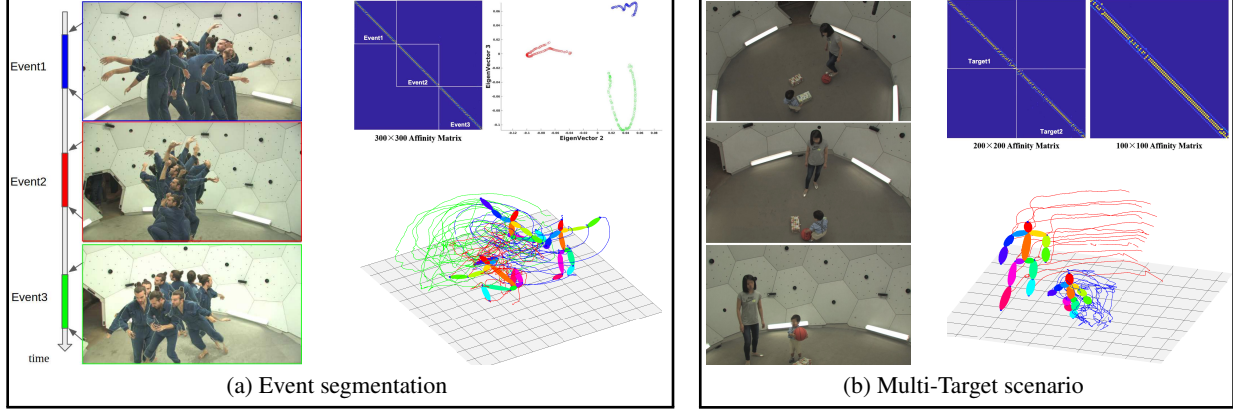 Event1
Event2
Event3
time
Event1
Event2
Event3
300×300 Affinity Matrix
EigenVector 3
EigenVector 2
(a) Event segmentation
Target1
Target2
200×200 Affinity Matrix
100×100 Affinity Matrix
(b) Multi-Target scenario